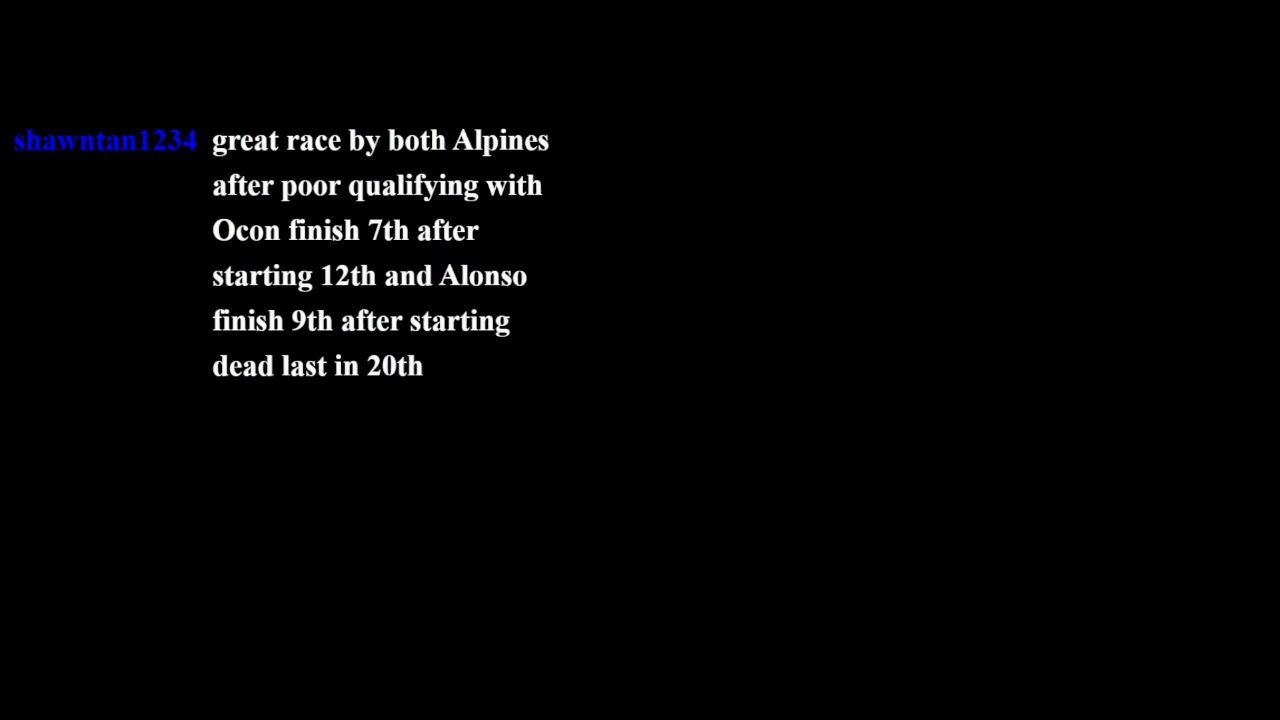 shawntan1234 great race by both Alpines
after poor qualifying with
Ocon finish 7th after
starting 12th and Alonso
finish 9th after starting
dead last in 20th